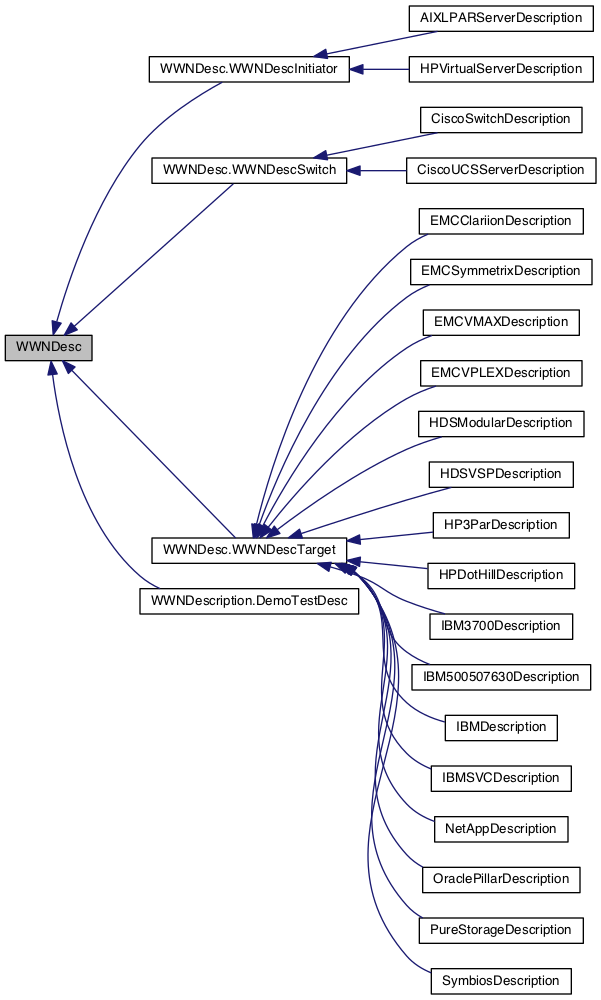 AIXLPARServerDescription
WWNDesc.WWNDescInitiator
HPVirtualServerDescription
CiscoSwitchDescription
WWNDesc.WWNDescSwitch
CiscoUCSServerDescription
EMCClariionDescription
EMCSymmetrixDescription
EMCVMAXDescription
WWNDesc
EMCVPLEXDescription
HDSModularDescription
HDSVSPDescription
HP3ParDescription
WWNDesc.WWNDescTarget
HPDotHillDescription
WWNDescription.DemoTestDesc
IBM3700Description
IBM500507630Description
IBMDescription
IBMSVCDescription
NetAppDescription
OraclePillarDescription
PureStorageDescription
SymbiosDescription